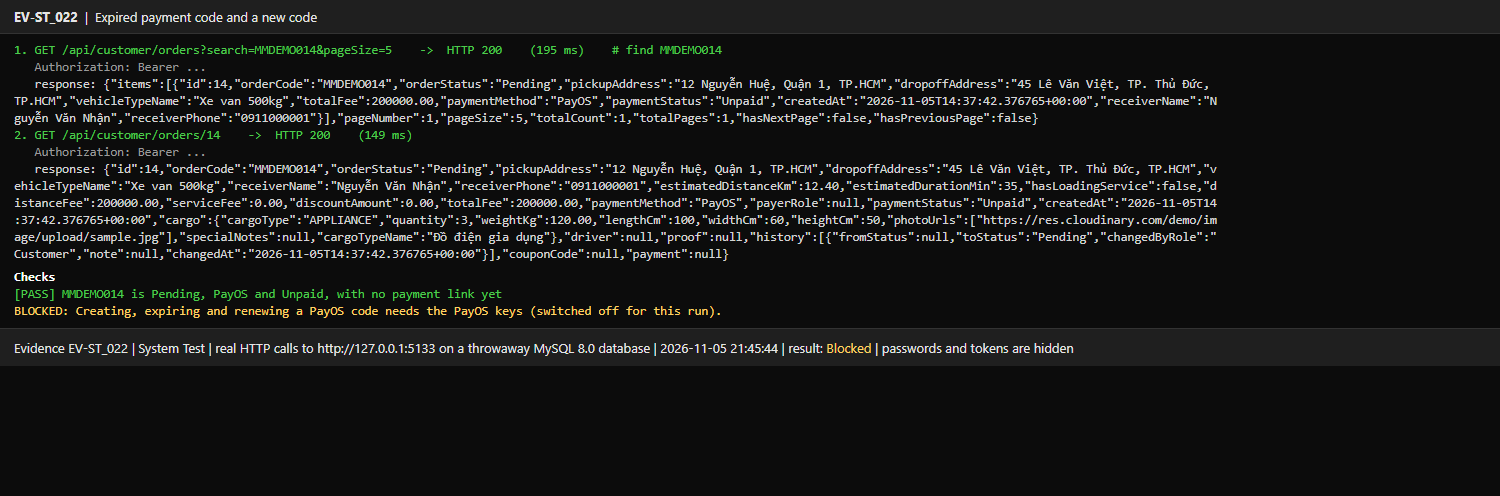 EV-ST_022 | Expired payment code and a new code
1. GET /api/customer/orders?search=MMDEMO014&pageSize=5 -> HTTP 200 (195 ms) # find MMDEMO014
Authorization: Bearer ...
response: {"items":[{"id":14,"orderCode":"MMDEMO014","orderStatus":"Pending","pickupAddress":"12 Nguyễn Huệ, Quận 1, TP.HCM","dropoffAddress":"45 Lê Văn Việt, TP. Thủ Đức,
TP.HCM","vehicleTypeName":"Xe van 500kg","totalFee":200000.00,"paymentMethod":"PayOS","paymentStatus":"Unpaid","createdAt":"2026-11-05T14:37:42.376765+00:00","receiverName":"N
guyễn Văn Nhận","receiverPhone":"0911000001"}],"pageNumber":1,"pageSize":5,"totalCount":1,"totalPages":1,"hasNextPage":false,"hasPreviousPage":false}
2. GET /api/customer/orders/14 -> HTTP 200 (149 ms)
Authorization: Bearer ...
response: {"id":14,"orderCode":"MMDEMO014","orderStatus":"Pending","pickupAddress":"12 Nguyễn Huệ, Quận 1, TP.HCM","dropoffAddress":"45 Lê Văn Việt, TP. Thủ Đức, TP.HCM","v
ehicleTypeName":"Xe van 500kg","receiverName":"Nguyễn Văn Nhận","receiverPhone":"0911000001","estimatedDistanceKm":12.40,"estimatedDurationMin":35,"hasLoadingService":false,"d
istanceFee":200000.00,"serviceFee":0.00,"discountAmount":0.00,"totalFee":200000.00,"paymentMethod":"PayOS","payerRole":null,"paymentStatus":"Unpaid","createdAt":"2026-11-05T14
:37:42.376765+00:00","cargo":{"cargoType":"APPLIANCE","quantity":3,"weightKg":120.00,"lengthCm":100,"widthCm":60,"heightCm":50,"photoUrls":["https://res.cloudinary.com/demo/im
age/upload/sample.jpg"],"specialNotes":null,"cargoTypeName":"Đồ điện gia dụng"},"driver":null,"proof":null,"history":[{"fromStatus":null,"toStatus":"Pending","changedByRole":"
Customer","note":null,"changedAt":"2026-11-05T14:37:42.376765+00:00"}],"couponCode":null,"payment":null}
Checks
[PASS] MMDEMO014 is Pending, PayOS and Unpaid, with no payment link yet
BLOCKED: Creating, expiring and renewing a PayOS code needs the PayOS keys (switched off for this run).
Evidence EV-ST_022 | System Test | real HTTP calls to http://127.0.0.1:5133 on a throwaway MySQL 8.0 database | 2026-11-05 21:45:44 | result: Blocked | passwords and tokens are hidden